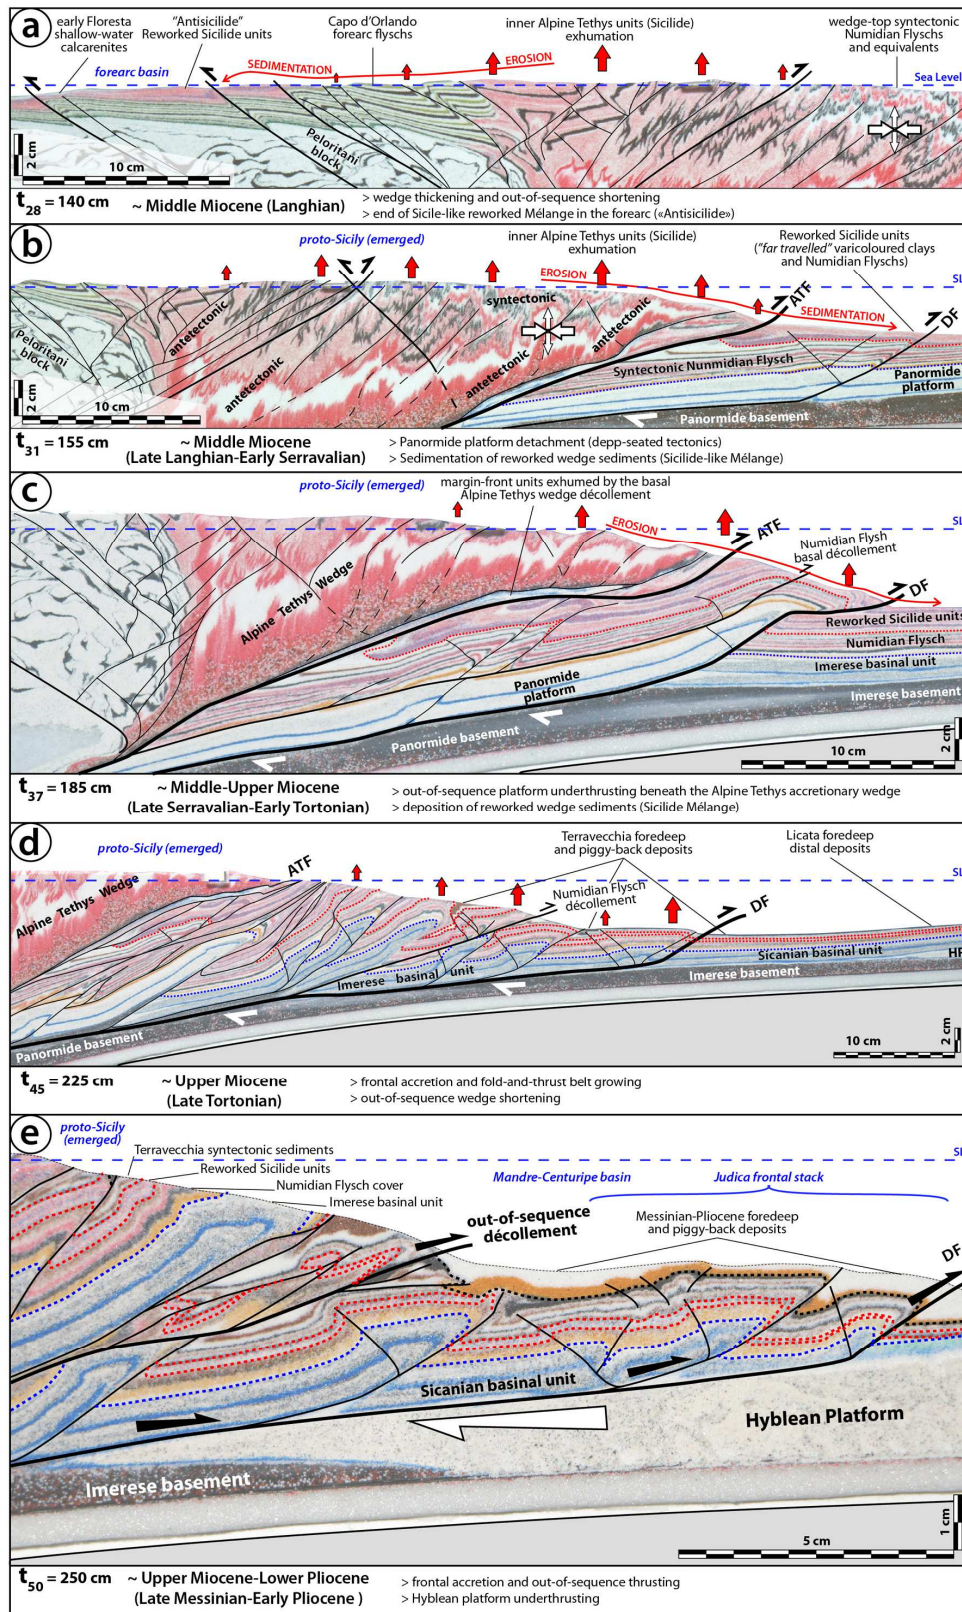 a
early Floresta
shallow-water
calcarenites
"Antisicilide"
Reworked Sicilide units
Capo d'Orlando
forearc flyschs
inner Alpine Tethys units (Sicilide)
exhumation
wedge-top syntectonic
Numidian Flyschs
and equivalents
forearc basin
SEDIMENTATION
EROSION
Sea Level
Peloritani
block
2 cm
10 cm
t28 = 140 cm
~ Middle Miocene (Langhian)
> wedge thickening and out-of-sequence shortening
> end of Sicile-like reworked Mélange in the forearc («Antisicilide»)
b
proto-Sicily (emerged)
inner Alpine Tethys units (Sicilide)
exhumation
Reworked Sicilide units
("far travelled" varicoloured clays
and Numidian Flyschs)
EROSION
SL
ATF
SEDIMENTATION
DF
Peloritani
block
antetectonic
antetectonic
syntectonic
antetectonic
antetectonic
Syntectonic Nunmidian Flysch
Panormide
platform
Panormide basement
2 cm
10 cm
t31 = 155 cm
~ Middle Miocene
(Late Langhian-Early Serravalian)
> Panormide platform detachment (depp-seated tectonics)
> Sedimentation of reworked wedge sediments (Sicilide-like Mélange)
c
proto-Sicily (emerged)
margin-front units exhumed by the basal
Alpine Tethys wedge décollement
EROSION
SL
ATF
Numidian Flysh
basal décollement
DF
Alpine Tethys Wedge
Reworked Sicilide units
Numidian Flysch
Imerese basinal unit
Panormide
platform
Imerese basement
Panormide basement
10 cm
2 cm
t37 = 185 cm
~ Middle-Upper Miocene
(Late Serravalian-Early Tortonian)
> out-of-sequence platform underthrusting beneath the Alpine Tethys accretionary wedge
> deposition of reworked wedge sediments (Sicilide Mélange)
d
proto-Sicily (emerged)
Terravecchia foredeep
and piggy-back deposits
Licata foredeep
distal deposits
ATF
SL
Alpine Tethys Wedge
Numidian Flysch
décollement
DF
Sicanian basinal unit
HP
Imerese basinal unit
Imerese basement
Panormide basement
10 cm
2 cm
t45 = 225 cm
~ Upper Miocene
(Late Tortonian)
> frontal accretion and fold-and-thrust belt growing
> out-of-sequence wedge shortening
e
proto-Sicily
(emerged)
Terravecchia syntectonic sediments
Reworked Sicilide units
Numidian Flysch cover
Imerese basinal unit
SL
Mandre-Centuripe basin
Judica frontal stack
out-of-sequence
décollement
Messinian-Pliocene foredeep
and piggy-back deposits
DF
Sicanian basinal unit
Hyblean Platform
Imerese basement
5 cm
1 cm
t50 = 250 cm
~ Upper Miocene-Lower Pliocene
(Late Messinian-Early Pliocene )
> frontal accretion and out-of-sequence thrusting
> Hyblean platform underthrusting